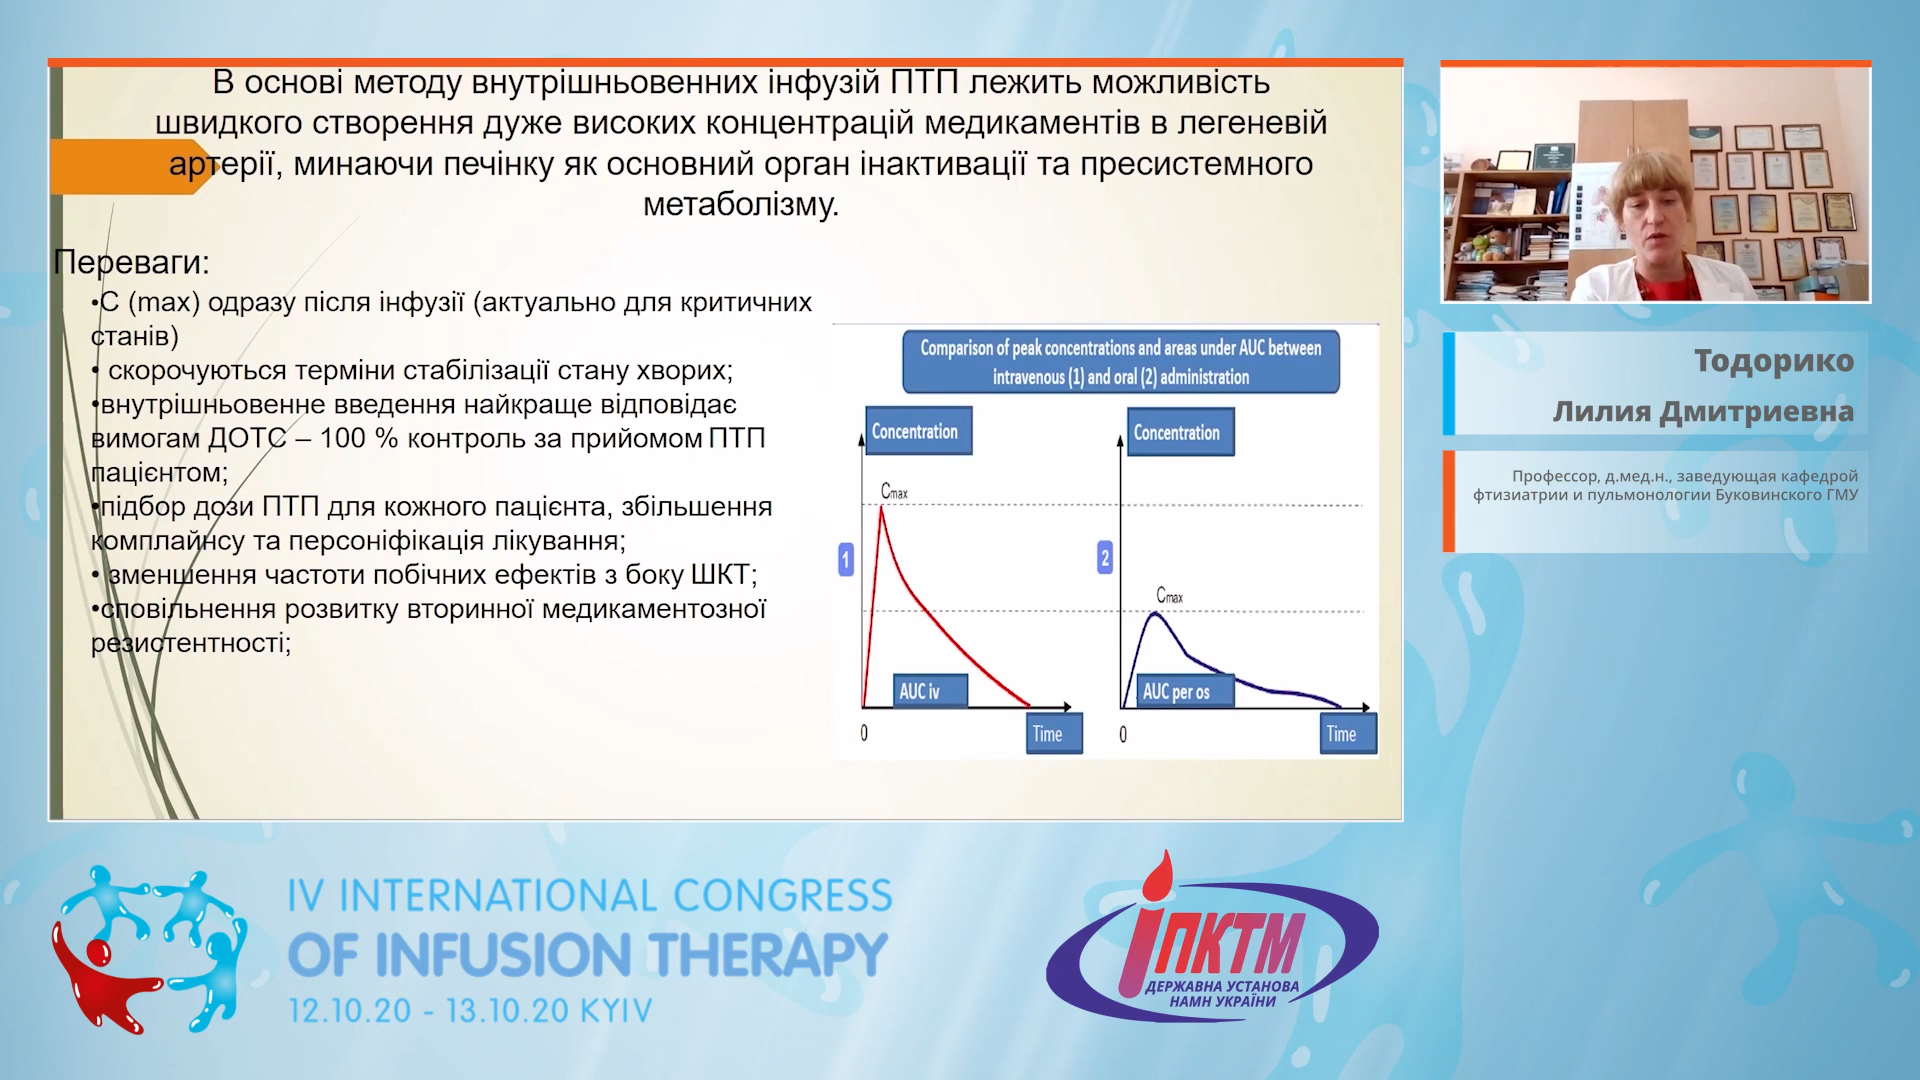 В основі методу внутрішньовенних інфузій ПТП лежить можливість
швидкого створення дуже високих концентрацій медикаментів в легеневій
артерії, минаючи печінку як основний орган інактивації та пресистемного
метаболізму.
Переваги:
•С (max) одразу після інфузії (актуально для критичних
станів)
• скорочуються терміни стабілізації стану хворих;
•внутрішньовенне введення найкраще відповідає
вимогам ДОТС – 100 % контроль за прийомом ПТП
пацієнтом;
•підбор дози ПТП для кожного пацієнта, збільшення
комплайнсу та персоніфікація лікування;
• зменшення частоти побічних ефектів з боку ШКТ;
•сповільнення розвитку вторинної медикаментозної
резистентності;
Comparison of peak concentrations and areas under AUC between
intravenous (1) and oral (2) administration
Concentration
Cmax
1
AUC iv
0
Time
Concentration
2
Cmax
AUC per os
0
Time
Тодорико
Лилия Дмитриевна
Профессор, д.мед.н., заведующая кафедрой
фтизиатрии и пульмонологии Буковинского ГМУ
IV INTERNATIONAL CONGRESS
OF INFUSION THERAPY
12.10.20 - 13.10.20 KYIV
іПКТМ
ДЕРЖАВНА УСТАНОВА
НАМН УКРАЇНИ